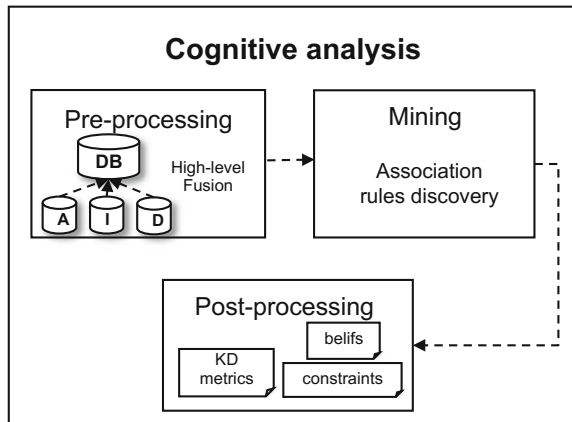 Cognitive analysis
Pre-processing
DB
High-level
Fusion
A I D
Mining
Association
rules discovery
Post-processing
KD
metrics
belifs
constraints